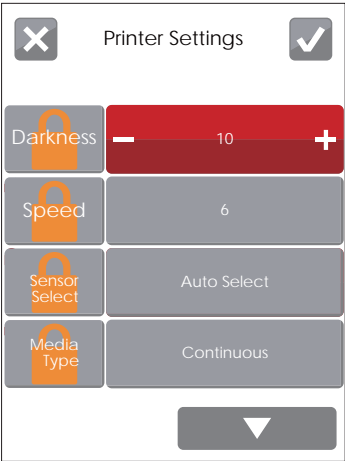 Printer Settings
Darkness
10
Speed
6
Sensor
Select
Auto Select
Media
Type
Continuous